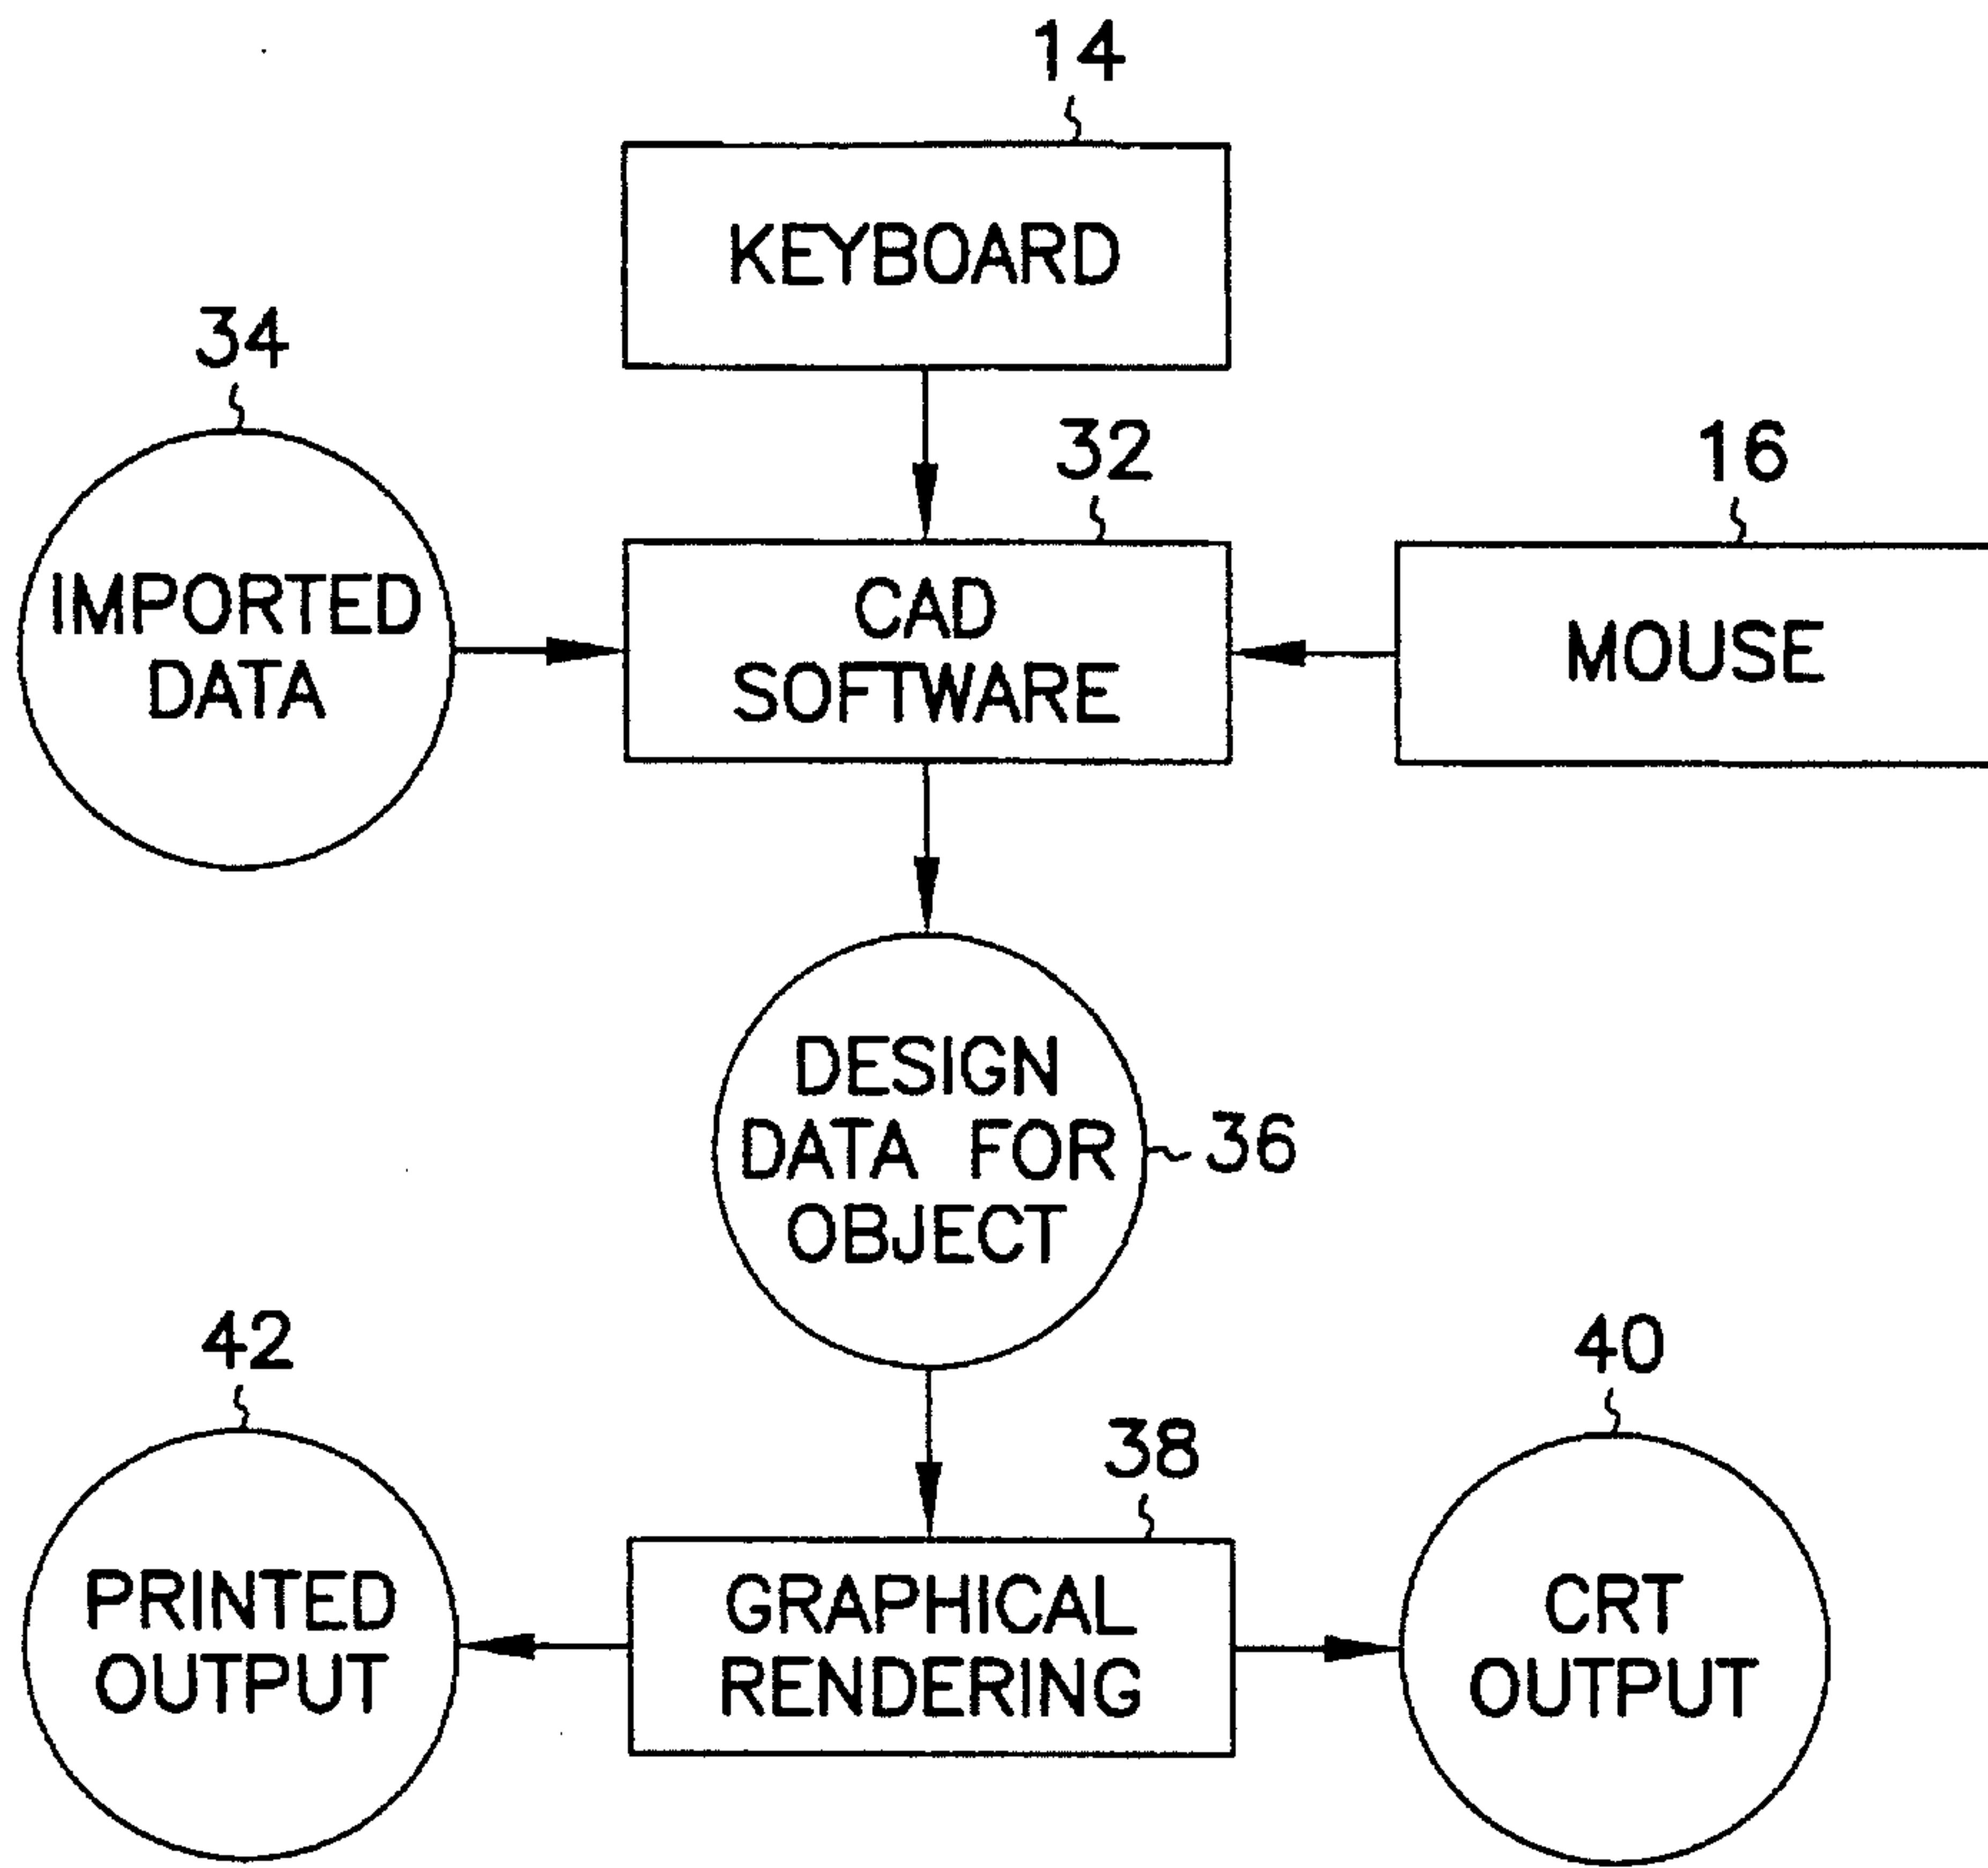 14
KEYBOARD
34
32
16
IMPORTED
DATA
CAD
SOFTWARE
MOUSE
DESIGN
DATA FOR
OBJECT
36
42
40
38
PRINTED
OUTPUT
GRAPHICAL
RENDERING
CRT
OUTPUT